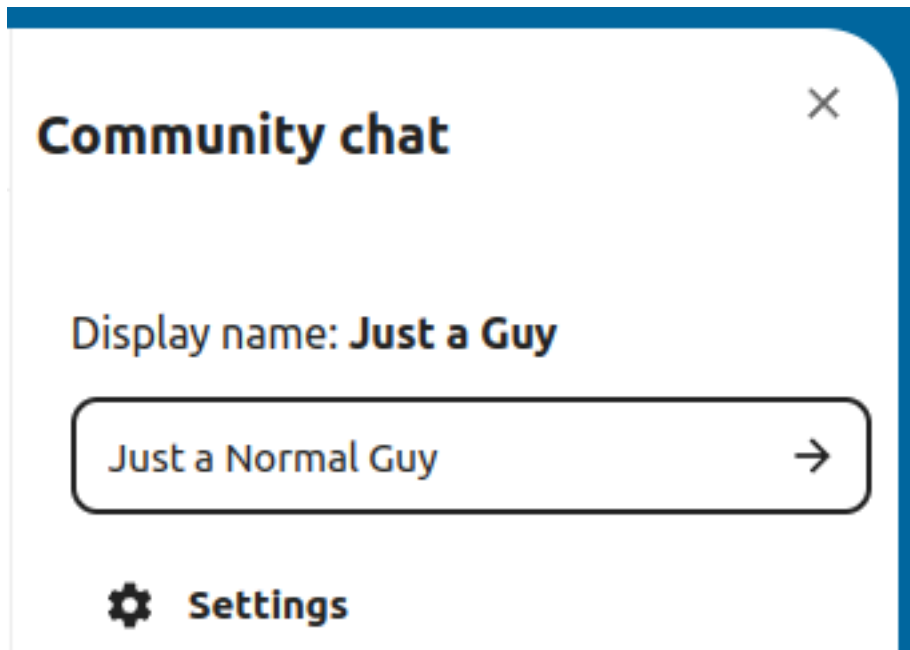 Community chat
Display name: Just a Guy
Just a Normal Guy
Settings